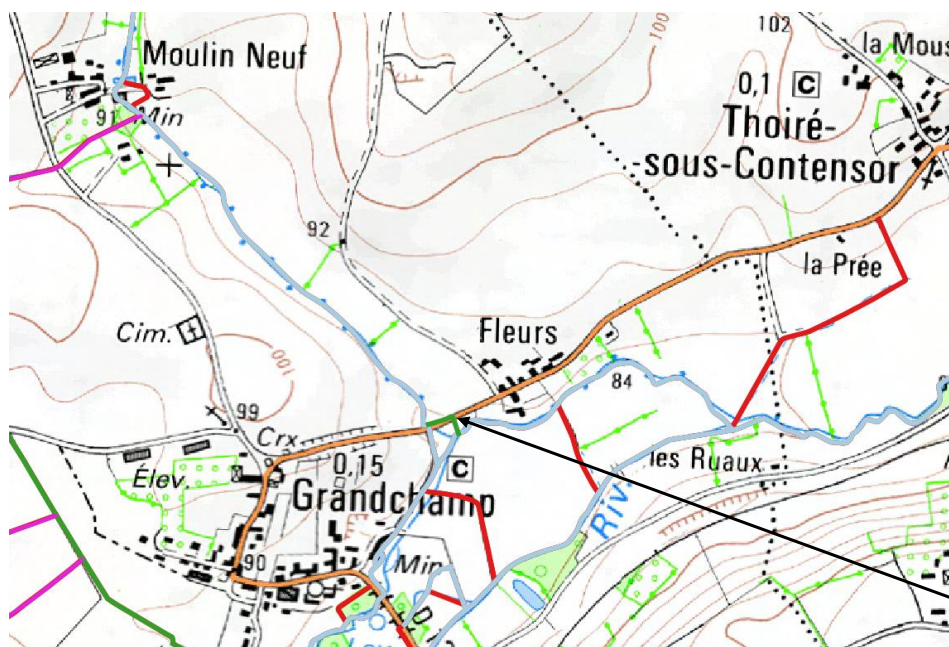 Moulin Neuf
91
Min
100
102
la Mous
0,1 C
Thoiré-
sous-Contensor
92
la Prée
Fleurs
84
Cim.
100
99
Crx
Élev.
0,15
C
Grandchamp
les Ruaux
Riv.
Min
90